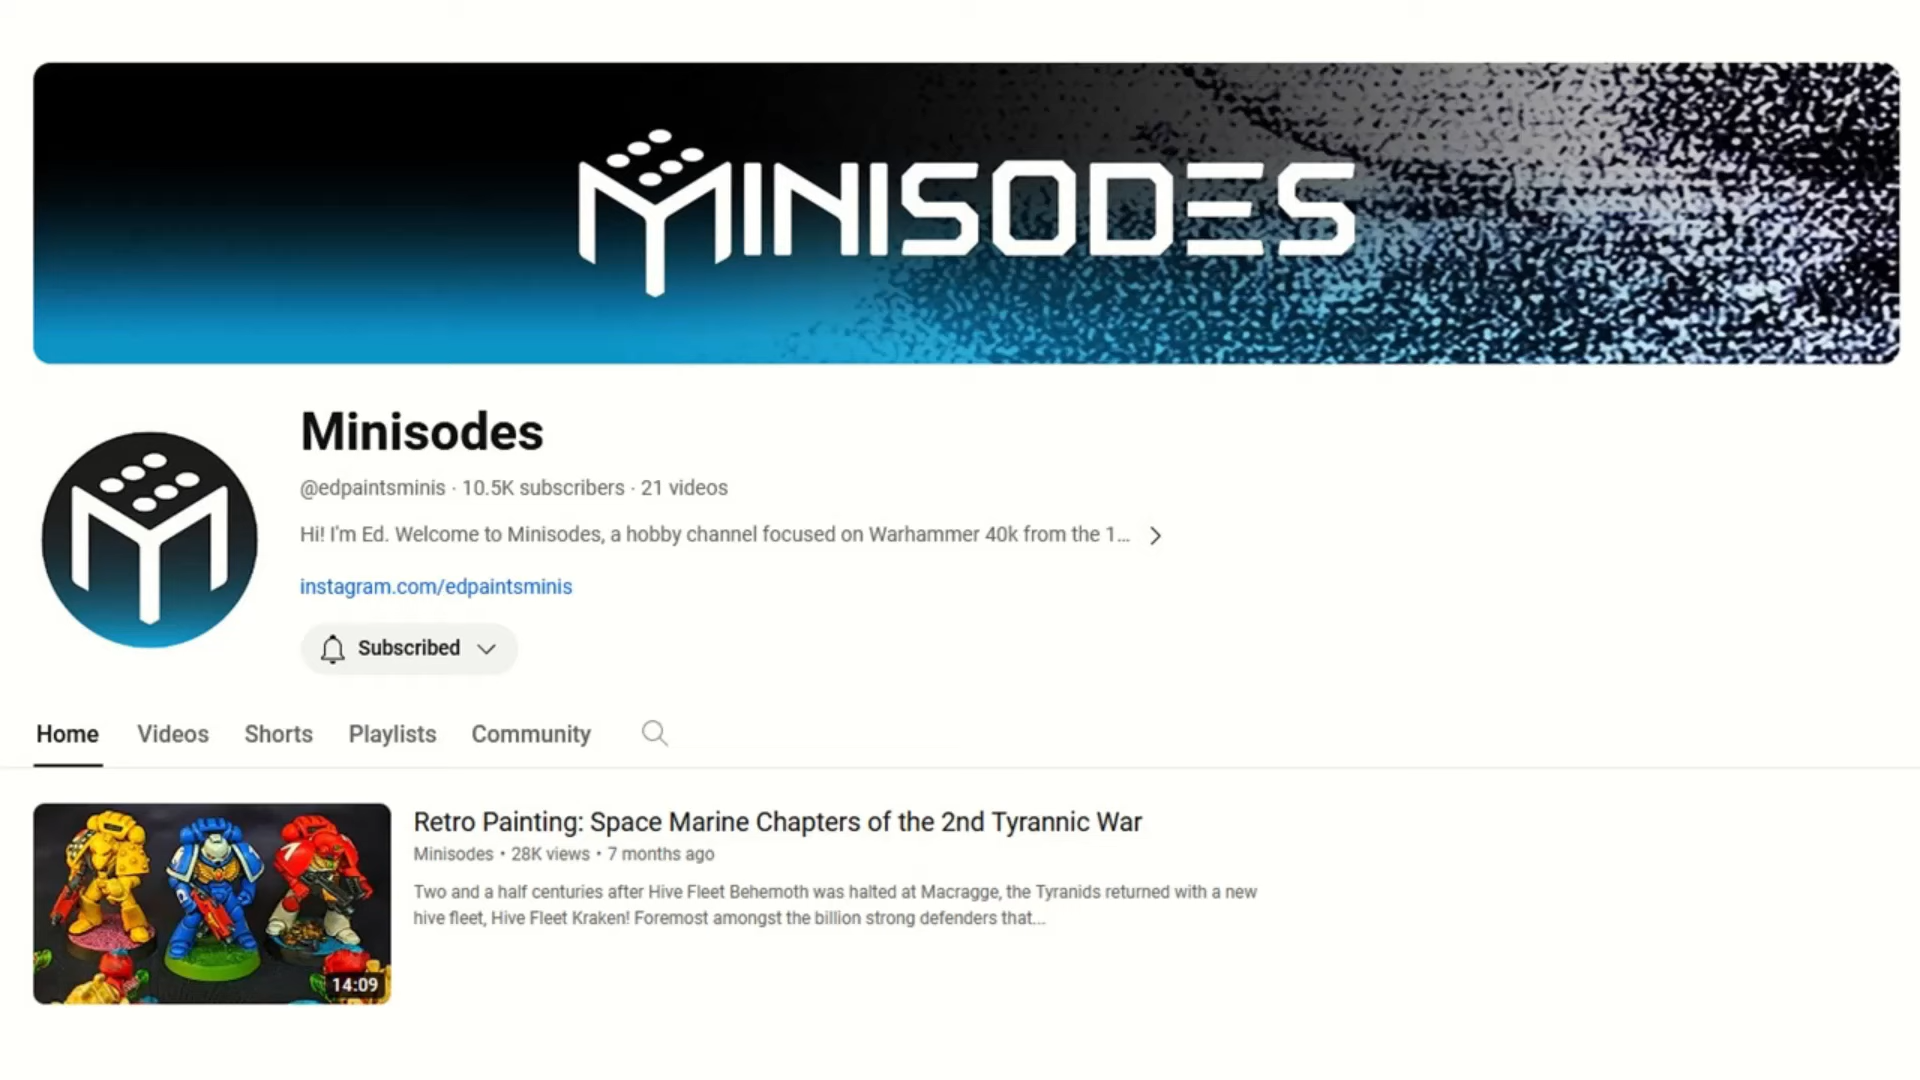 MINISODES
Minisodes
@edpaintsminis · 10.5K subscribers · 21 videos
Hi! I'm Ed. Welcome to Minisodes, a hobby channel focused on Warhammer 40k from the 1...
instagram.com/edpaintsminis
Subscribed
Home Videos Shorts Playlists Community
Retro Painting: Space Marine Chapters of the 2nd Tyrannic War
Minisodes • 28K views • 7 months ago
Two and a half centuries after Hive Fleet Behemoth was halted at Macragge, the Tyranids returned with a new
hive fleet, Hive Fleet Kraken! Foremost amongst the billion strong defenders that...
14:09